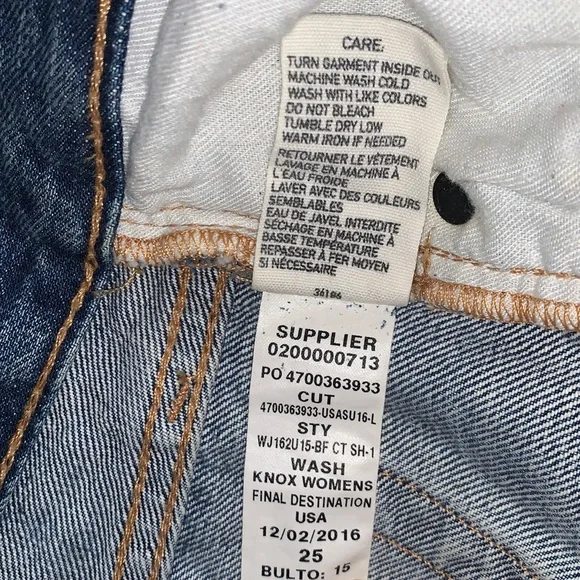 CARE:
TURN GARMENT INSIDE OUT
MACHINE WASH COLD
WASH WITH LIKE COLORS
DO NOT BLEACH
TUMBLE DRY LOW
WARM IRON IF NEEDED
RETOURNER LE VÊTEMENT
LAVAGE EN MACHINE À
L'EAU FROIDE
LAVER AVEC DES COULEURS
SEMBLABLES
EAU DE JAVEL INTERDITE
SÉCHAGE EN MACHINE À
BASSE TEMPÉRATURE
REPASSER À FER MOYEN
SI NÉCESSAIRE
36186
SUPPLIER
0200000713
PO 4700363933
CUT
4700363933-USASU16-L
STY
WJ162U15-BF CT SH-1
WASH
KNOX WOMENS
FINAL DESTINATION
USA
12/02/2016
25
BULTO: 15